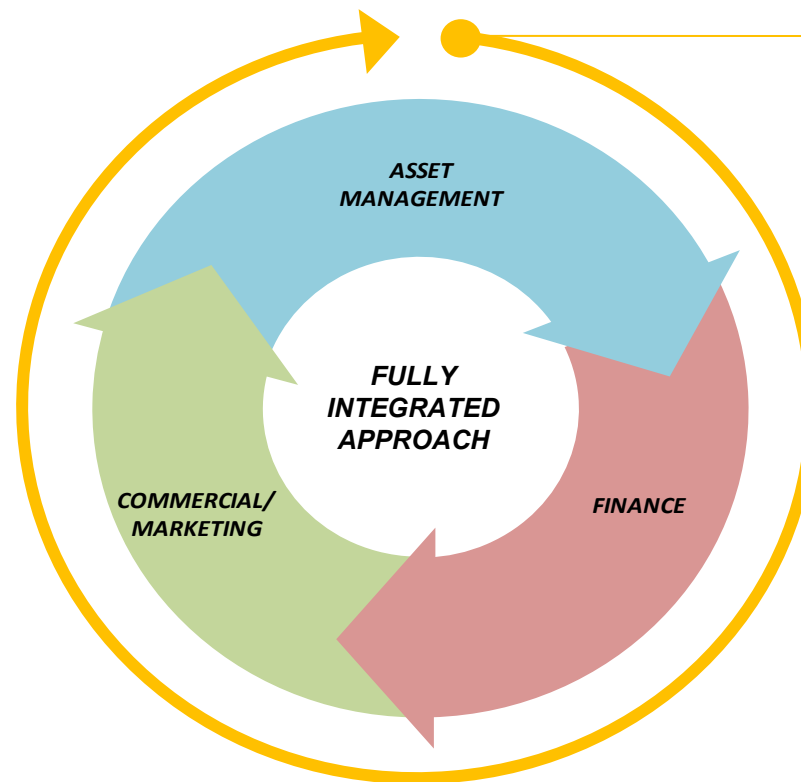 ASSET
MANAGEMENT
FULLY
INTEGRATED
APPROACH
COMMERCIAL/
MARKETING
FINANCE